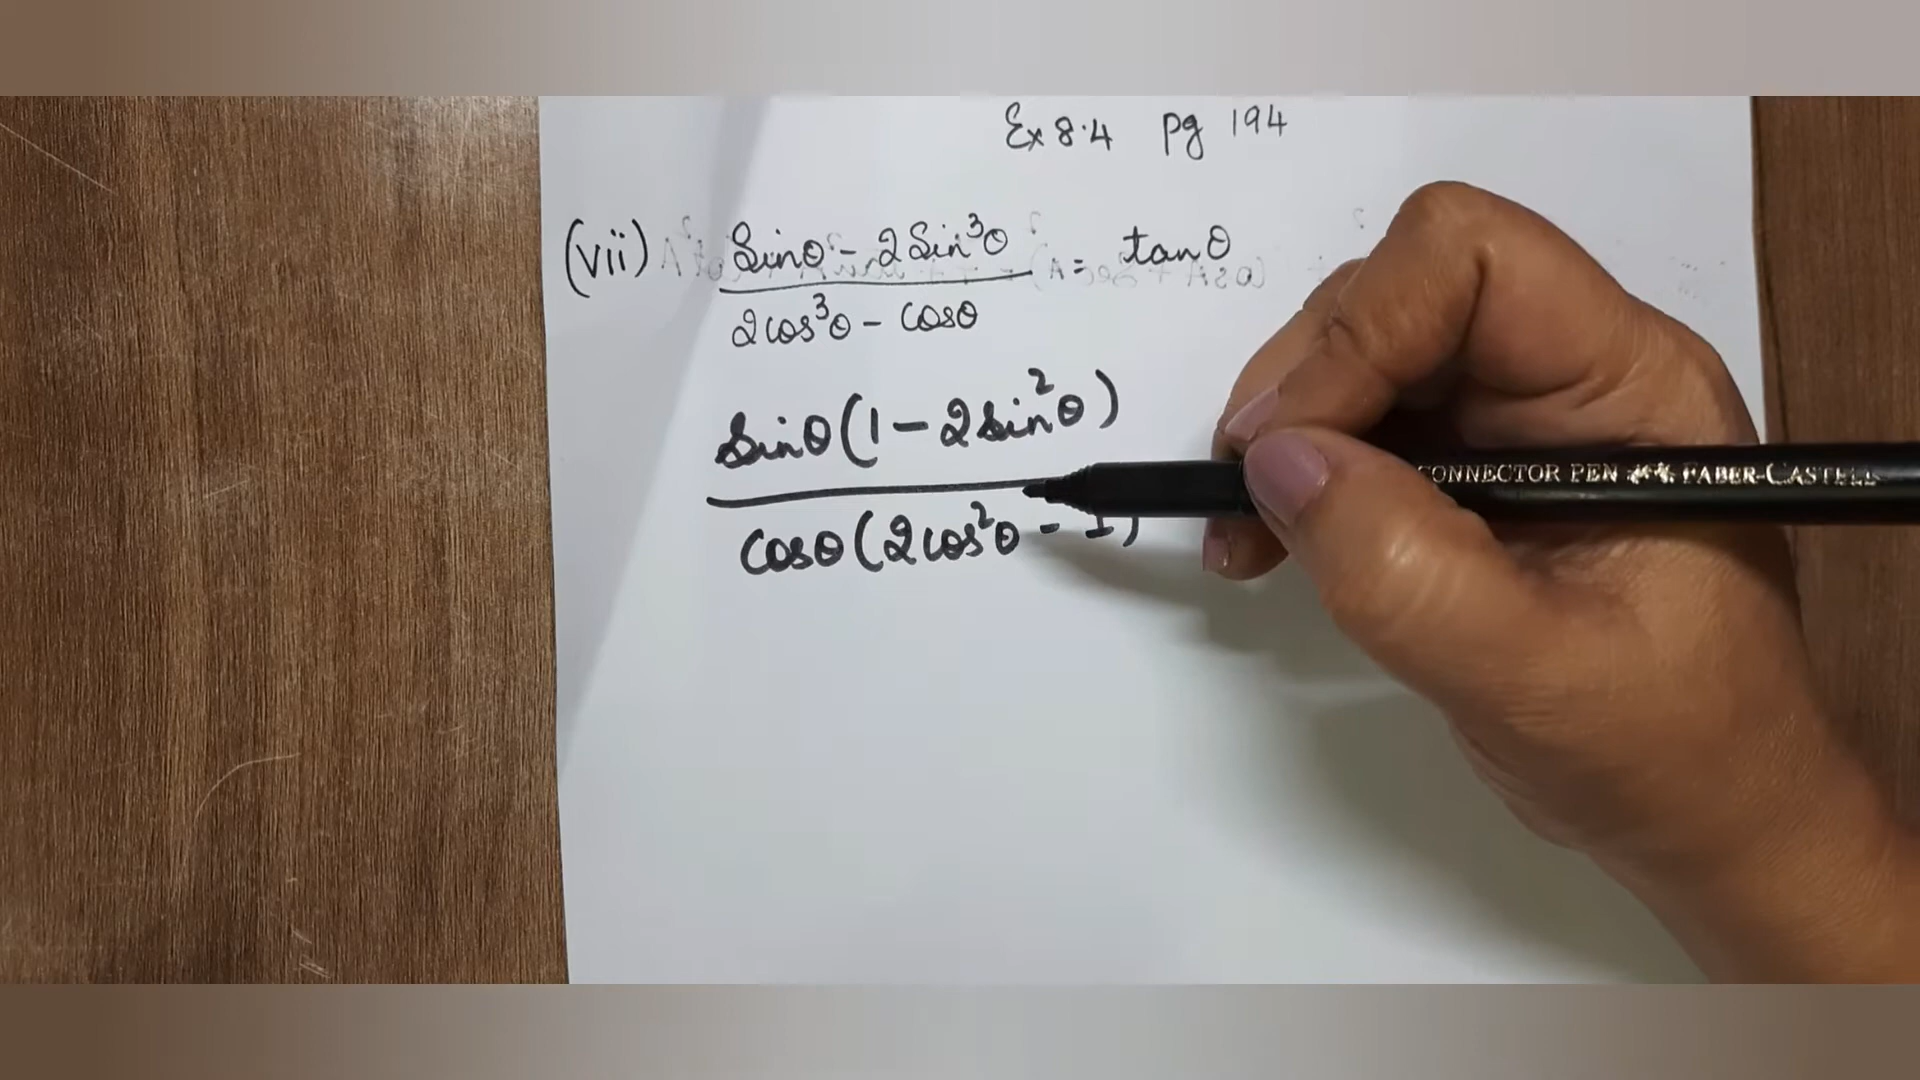 Ex 8.4 pg 194
(vii) Sinθ - 2Sin³θ / 2cos³θ - cosθ = tanθ
Sinθ(1 - 2sin²θ)
cosθ(2cos²θ - 1)
CONNECTOR PEN FABER-CASTELL